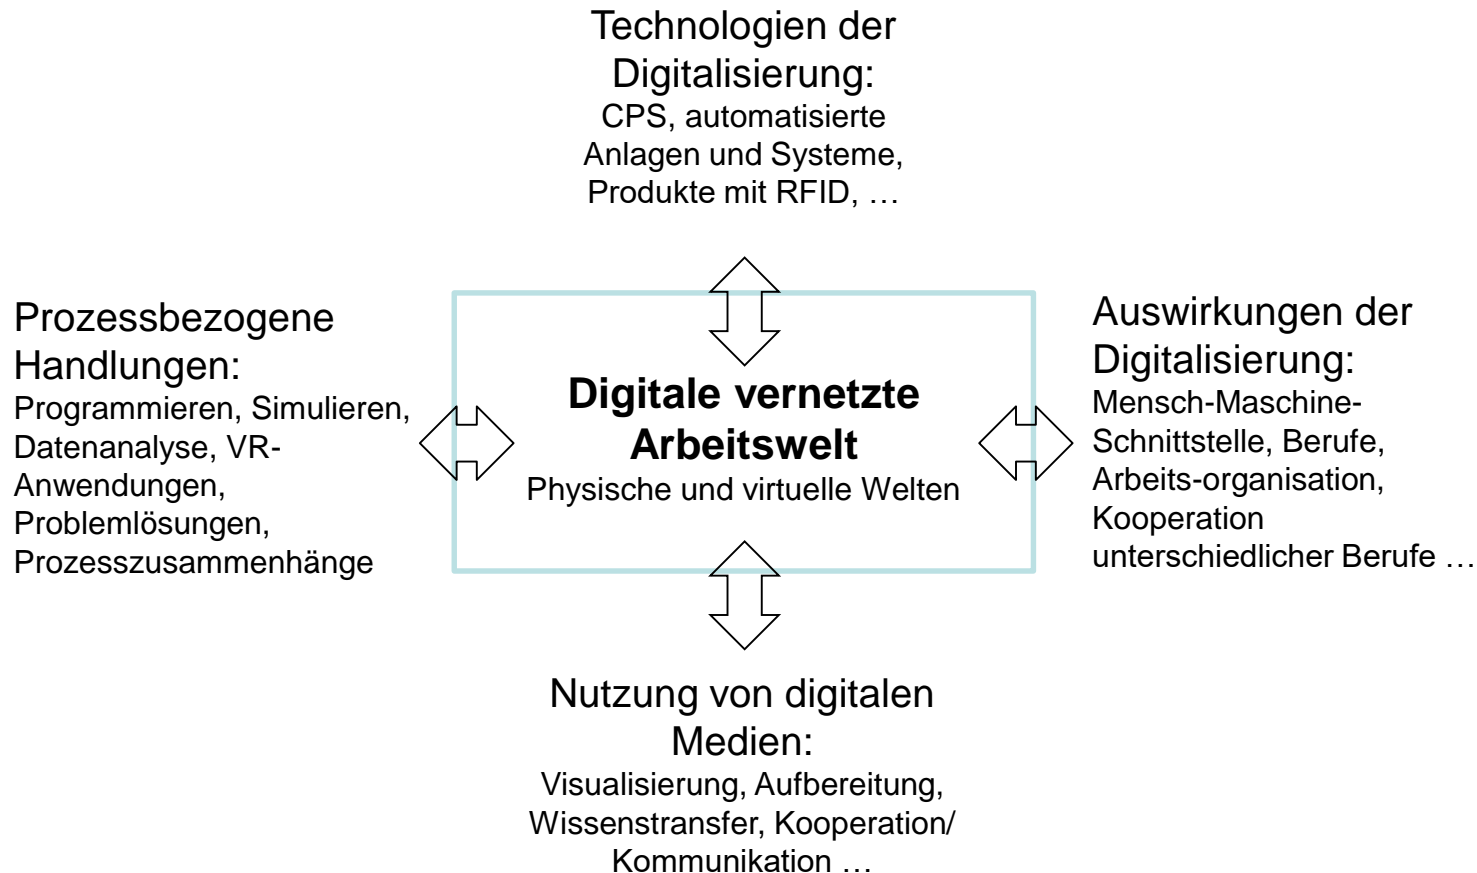 Technologien der
Digitalisierung:
CPS, automatisierte
Anlagen und Systeme,
Produkte mit RFID, …
Prozessbezogene
Handlungen:
Programmieren, Simulieren,
Datenanalyse, VR-
Anwendungen,
Problemlösungen,
Prozesszusammenhänge
Digitale vernetzte
Arbeitswelt
Physische und virtuelle Welten
Auswirkungen der
Digitalisierung:
Mensch-Maschine-
Schnittstelle, Berufe,
Arbeits-organisation,
Kooperation
unterschiedlicher Berufe …
Nutzung von digitalen
Medien:
Visualisierung, Aufbereitung,
Wissenstransfer, Kooperation/
Kommunikation …